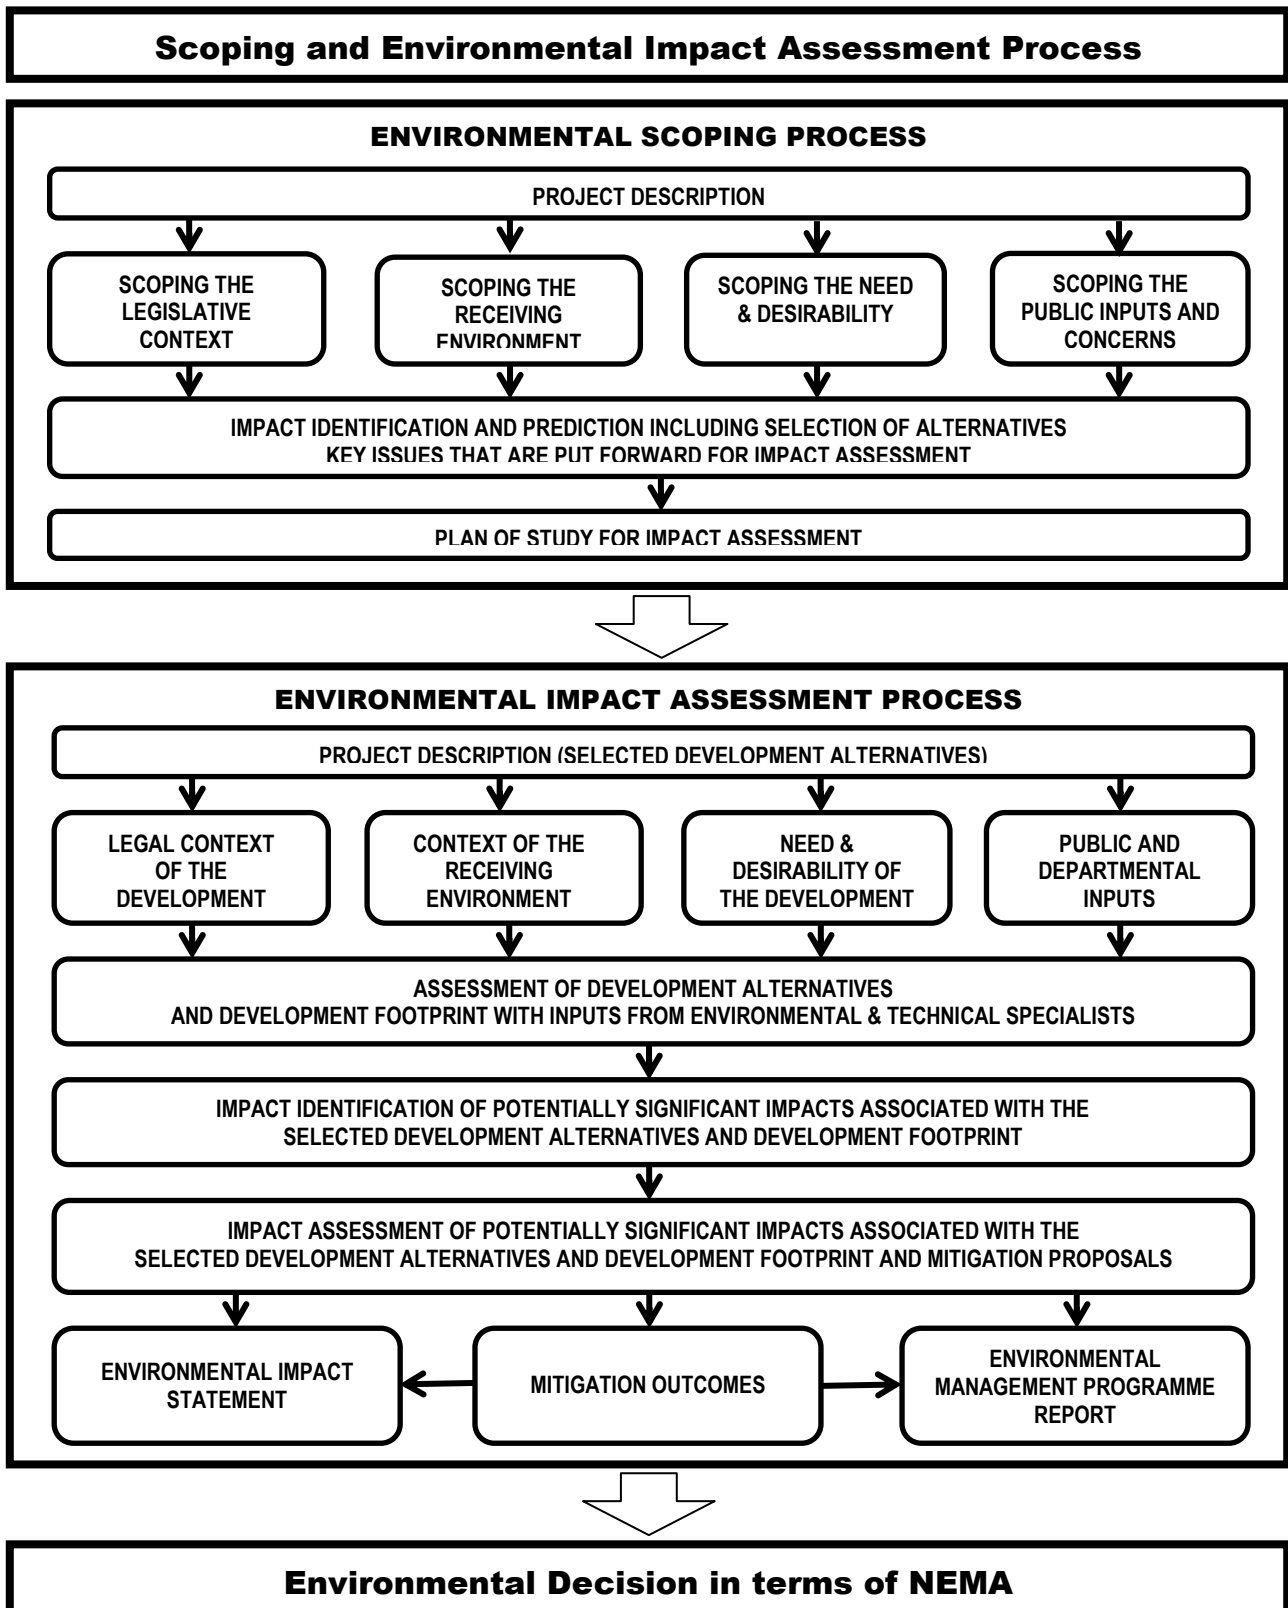 Scoping and Environmental Impact Assessment Process
ENVIRONMENTAL SCOPING PROCESS
PROJECT DESCRIPTION
SCOPING THE
LEGISLATIVE
CONTEXT
SCOPING THE
RECEIVING
ENVIRONMENT
SCOPING THE NEED
& DESIRABILITY
SCOPING THE
PUBLIC INPUTS AND
CONCERNS
IMPACT IDENTIFICATION AND PREDICTION INCLUDING SELECTION OF ALTERNATIVES
KEY ISSUES THAT ARE PUT FORWARD FOR IMPACT ASSESSMENT
PLAN OF STUDY FOR IMPACT ASSESSMENT
ENVIRONMENTAL IMPACT ASSESSMENT PROCESS
PROJECT DESCRIPTION (SELECTED DEVELOPMENT ALTERNATIVES)
LEGAL CONTEXT
OF THE
DEVELOPMENT
CONTEXT OF THE
RECEIVING
ENVIRONMENT
NEED &
DESIRABILITY OF
THE DEVELOPMENT
PUBLIC AND
DEPARTMENTAL
INPUTS
ASSESSMENT OF DEVELOPMENT ALTERNATIVES
AND DEVELOPMENT FOOTPRINT WITH INPUTS FROM ENVIRONMENTAL & TECHNICAL SPECIALISTS
IMPACT IDENTIFICATION OF POTENTIALLY SIGNIFICANT IMPACTS ASSOCIATED WITH THE
SELECTED DEVELOPMENT ALTERNATIVES AND DEVELOPMENT FOOTPRINT
IMPACT ASSESSMENT OF POTENTIALLY SIGNIFICANT IMPACTS ASSOCIATED WITH THE
SELECTED DEVELOPMENT ALTERNATIVES AND DEVELOPMENT FOOTPRINT AND MITIGATION PROPOSALS
ENVIRONMENTAL IMPACT
STATEMENT
MITIGATION OUTCOMES
ENVIRONMENTAL
MANAGEMENT PROGRAMME
REPORT
Environmental Decision in terms of NEMA